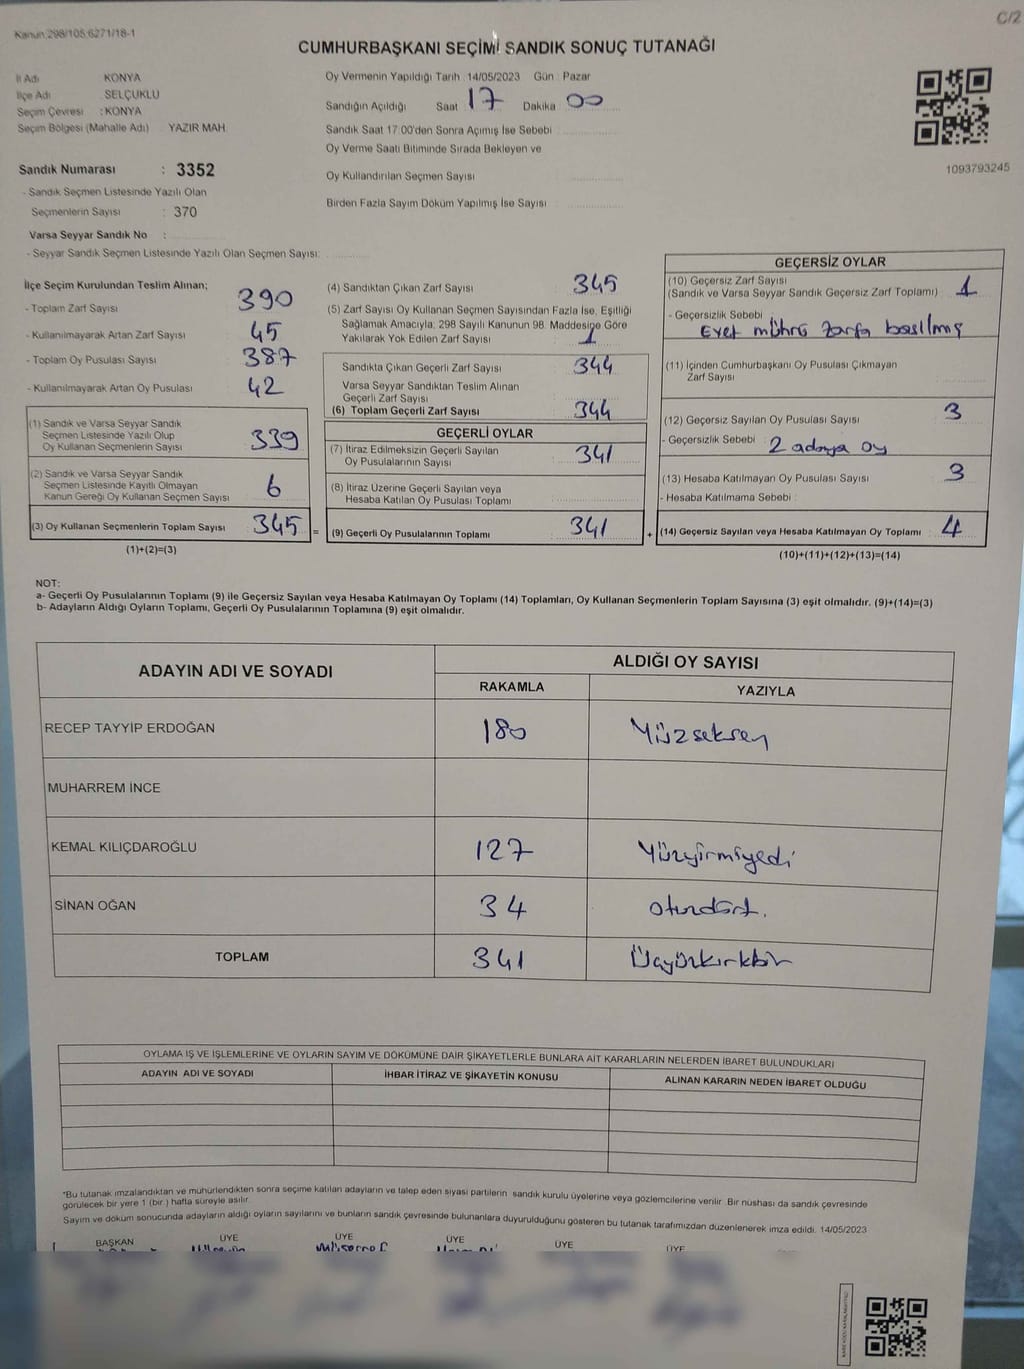 C/2
Kanun:298/105,6271/18-1
CUMHURBAŞKANI SEÇİMİ SANDIK SONUÇ TUTANAĞI
İl Adı KONYA
İlçe Adı SELÇUKLU
Seçim Çevresi : KONYA
Seçim Bölgesi (Mahalle Adı) YAZIR MAH.
Oy Vermenin Yapıldığı Tarih : 14/05/2023 Gün : Pazar
Sandığın Açıldığı Saat 17 Dakika 00
Sandık Saat 17.00'den Sonra Açımış İse Sebebi
Oy Verme Saati Bitiminde Sırada Bekleyen ve
Oy Kullandırılan Seçmen Sayısı
Birden Fazla Sayım Döküm Yapılmış İse Sayısı
1093793245
Sandık Numarası : 3352
- Sandık Seçmen Listesinde Yazılı Olan
Seçmenlerin Sayısı : 370
Varsa Seyyar Sandık No :
- Seyyar Sandık Seçmen Listesinde Yazılı Olan Seçmen Sayısı:
İlçe Seçim Kurulundan Teslim Alınan;
- Toplam Zarf Sayısı 390
- Kullanılmayarak Artan Zarf Sayısı 45
- Toplam Oy Pusulası Sayısı 387
- Kullanılmayarak Artan Oy Pusulası 42
(1) Sandık ve Varsa Seyyar Sandık
Seçmen Listesinde Yazılı Olup
Oy Kullanan Seçmenlerin Sayısı 339
(2) Sandık ve Varsa Seyyar Sandık
Seçmen Listesinde Kayıtlı Olmayan
Kanun Gereği Oy Kullanan Seçmen Sayısı 6
(3) Oy Kullanan Seçmenlerin Toplam Sayısı 345 =
(1)+(2)=(3)
(4) Sandıktan Çıkan Zarf Sayısı 345
(5) Zarf Sayısı Oy Kullanan Seçmen Sayısından Fazla İse, Eşitliği
Sağlamak Amacıyla; 298 Sayılı Kanunun 98. Maddesine Göre
Yakılarak Yok Edilen Zarf Sayısı 1
Sandıkta Çıkan Geçerli Zarf Sayısı 344
Varsa Seyyar Sandıktan Teslim Alınan
Geçerli Zarf Sayısı
(6) Toplam Geçerli Zarf Sayısı 344
GEÇERLİ OYLAR
(7) İtiraz Edilmeksizin Geçerli Sayılan
Oy Pusulalarının Sayısı 341
(8) İtiraz Üzerine Geçerli Sayılan veya
Hesaba Katılan Oy Pusulası Toplamı
(9) Geçerli Oy Pusulalarının Toplamı 341 +
GEÇERSİZ OYLAR
(10) Geçersiz Zarf Sayısı
(Sandık ve Varsa Seyyar Sandık Geçersiz Zarf Toplamı) 1
- Geçersizlik Sebebi
Evet mührü zarfa basılmış
(11) İçinden Cumhurbaşkanı Oy Pusulası Çıkmayan
Zarf Sayısı
(12) Geçersiz Sayılan Oy Pusulası Sayısı 3
- Geçersizlik Sebebi : 2 adaya oy
(13) Hesaba Katılmayan Oy Pusulası Sayısı 3
- Hesaba Katılmama Sebebi :
(14) Geçersiz Sayılan veya Hesaba Katılmayan Oy Toplamı 4
(10)+(11)+(12)+(13)=(14)
NOT:
a- Geçerli Oy Pusulalarının Toplamı (9) ile Geçersiz Sayılan veya Hesaba Katılmayan Oy Toplamı (14) Toplamları, Oy Kullanan Seçmenlerin Toplam Sayısına (3) eşit olmalıdır. (9)+(14)=(3)
b- Adayların Aldığı Oyların Toplamı, Geçerli Oy Pusulalarının Toplamına (9) eşit olmalıdır.
ADAYIN ADI VE SOYADI ALDIĞI OY SAYISI
RAKAMLA YAZIYLA
RECEP TAYYİP ERDOĞAN 180 Yüzseksen
MUHARREM İNCE
KEMAL KILIÇDAROĞLU 127 Yüzyirmiyedi
SİNAN OĞAN 34 otuzdört.
TOPLAM 341 Üçyüzkırkbir
OYLAMA İŞ VE İŞLEMLERİNE VE OYLARIN SAYIM VE DÖKÜMÜNE DAİR ŞİKAYETLERLE BUNLARA AİT KARARLARIN NELERDEN İBARET BULUNDUKLARI
ADAYIN ADI VE SOYADI İHBAR İTİRAZ VE ŞİKAYETİN KONUSU ALINAN KARARIN NEDEN İBARET OLDUĞU
*Bu tutanak imzalandıktan ve mühürlendikten sonra seçime katılan adayların ve talep eden siyasi partilerin sandık kurulu üyelerine veya gözlemcilerine verilir. Bir nüshası da sandık çevresinde
görülecek bir yere 1 (bir ) hafta süreyle asılır.
Sayım ve döküm sonucunda adayların aldığı oyların sayılarını ve bunların sandık çevresinde bulunanlara duyurulduğunu gösteren bu tutanak tarafımızdan düzenlenerek imza edildi. 14/05/2023
BAŞKAN ÜYE ÜYE ÜYE ÜYE ÜYE